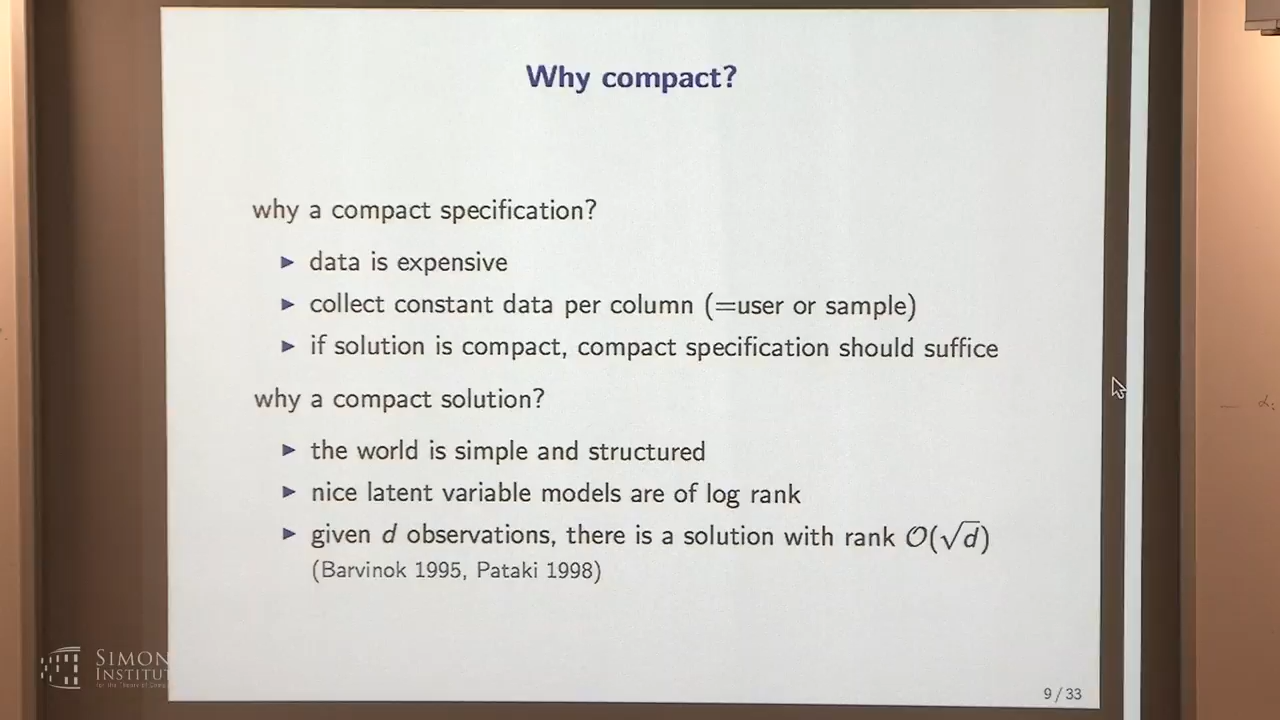 Why compact?
why a compact specification?
▶ data is expensive
▶ collect constant data per column (=user or sample)
▶ if solution is compact, compact specification should suffice
why a compact solution?
▶ the world is simple and structured
▶ nice latent variable models are of log rank
▶ given d observations, there is a solution with rank O(√d)
(Barvinok 1995, Pataki 1998)
SIMON
INSTITUT
9 / 33